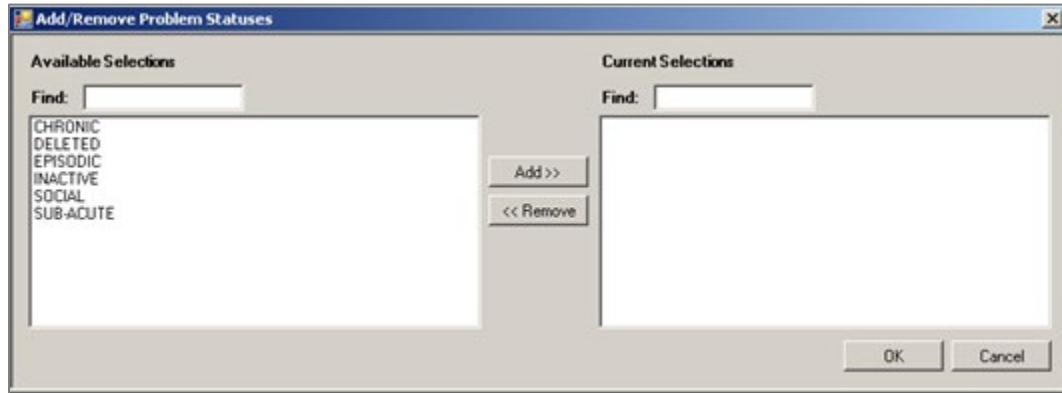 Add/Remove Problem Statuses
Available Selections
Find:
CHRONIC
DELETED
EPISODIC
INACTIVE
SOCIAL
SUB-ACUTE
Add >>
<< Remove
Current Selections
Find:
OK
Cancel